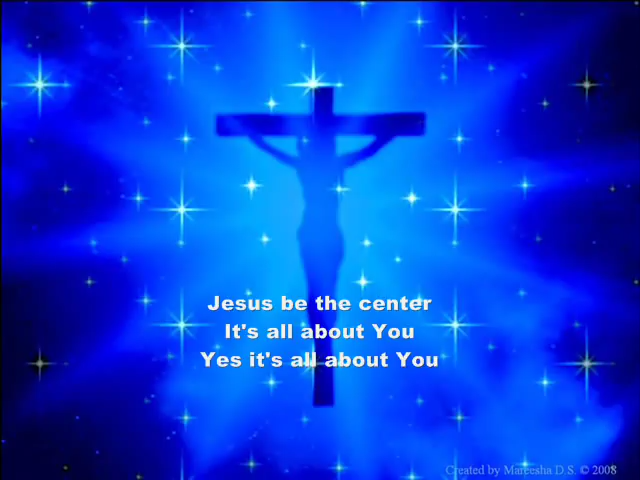 Jesus be the center
It's all about You
Yes it's all about You
Created by Mareesha D.S. © 2008